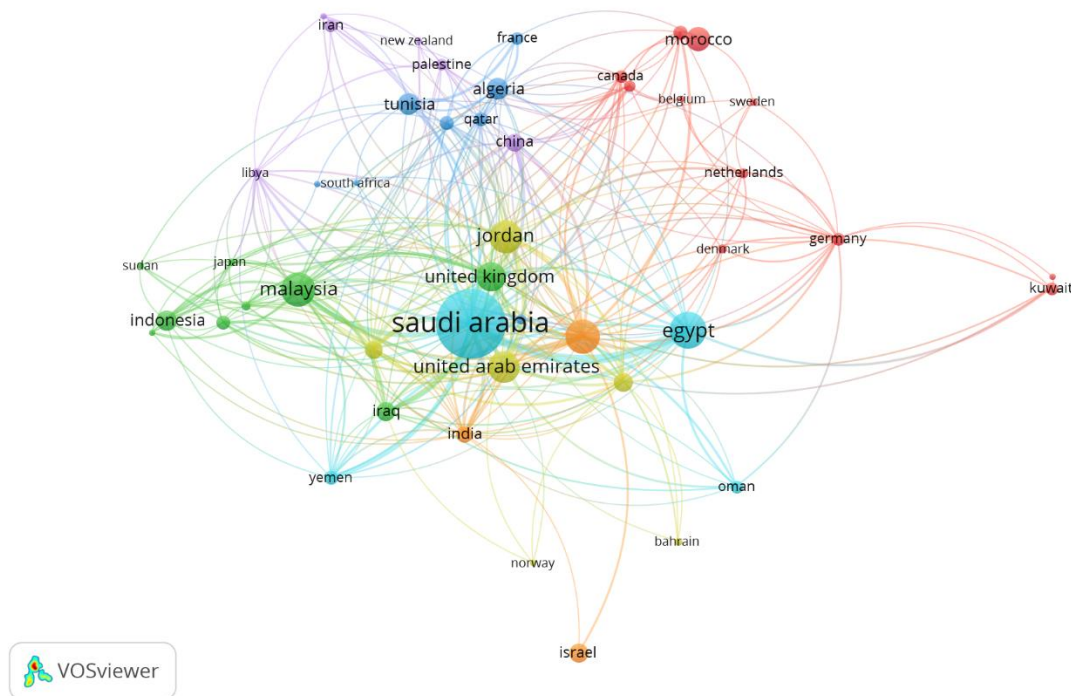 iran
new zealand
france
morocco
palestine
canada
algeria
belgium
sweden
tunisia
qatar
china
libya
south africa
netherlands
jordan
germany
denmark
sudan
japan
united kingdom
malaysia
kuwait
indonesia
saudi arabia
egypt
united arab emirates
iraq
india
yemen
oman
bahrain
norway
israel
VOSviewer